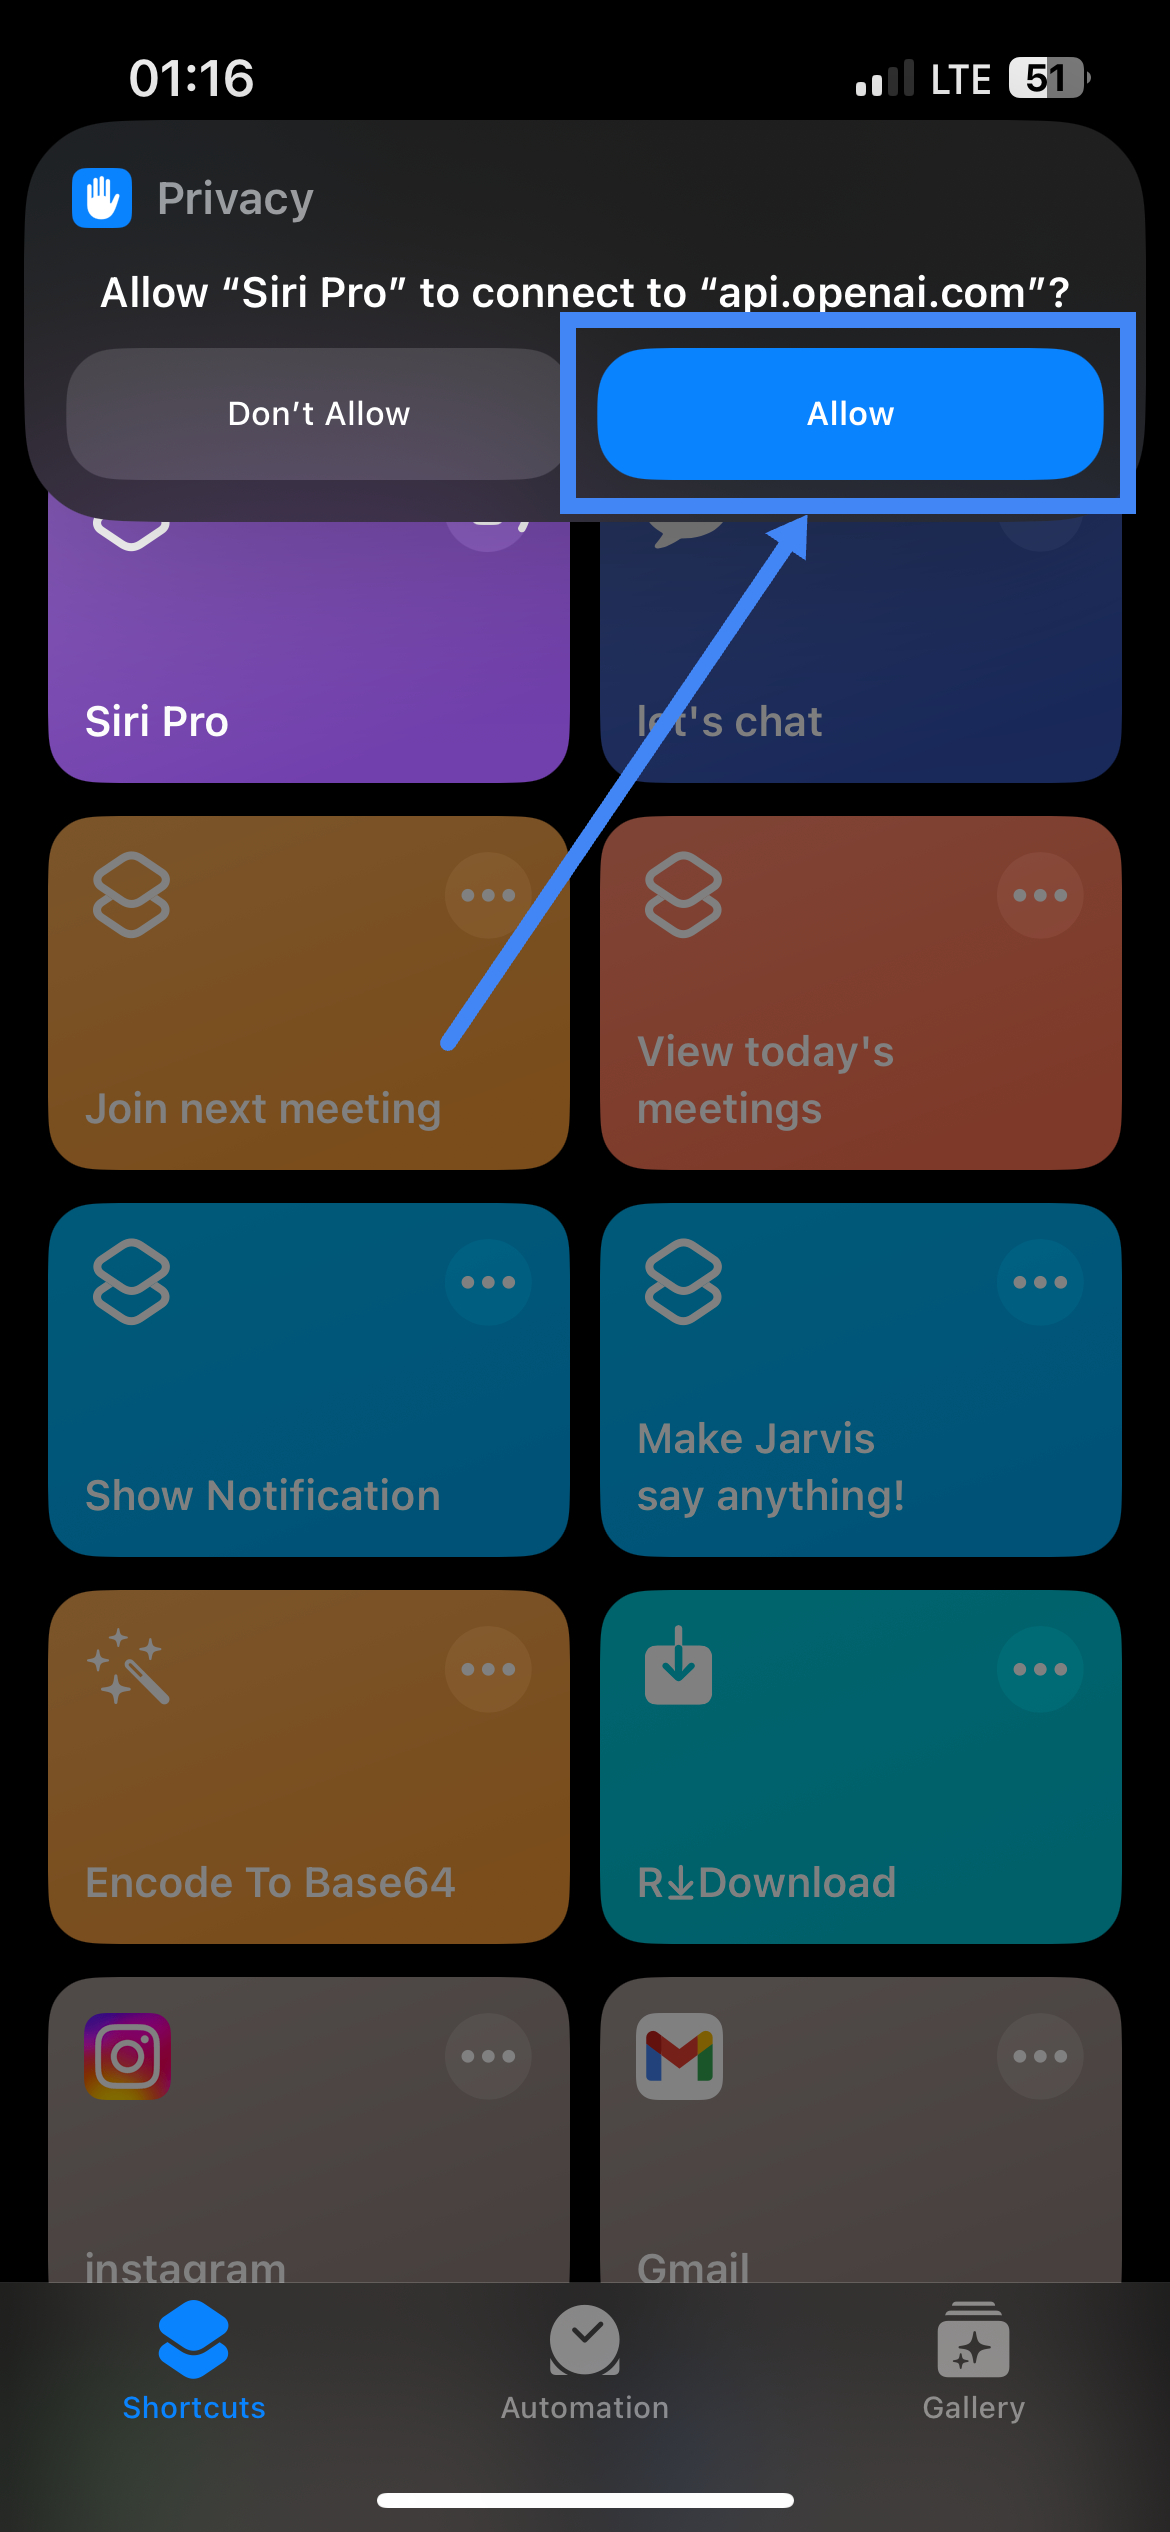 01:16
LTE 51
Privacy
Allow “Siri Pro” to connect to “api.openai.com”?
Don’t Allow
Allow
Siri Pro
let's chat
Join next meeting
View today's
meetings
Show Notification
Make Jarvis
say anything!
Encode To Base64
R↓Download
instagram
Gmail
Shortcuts
Automation
Gallery